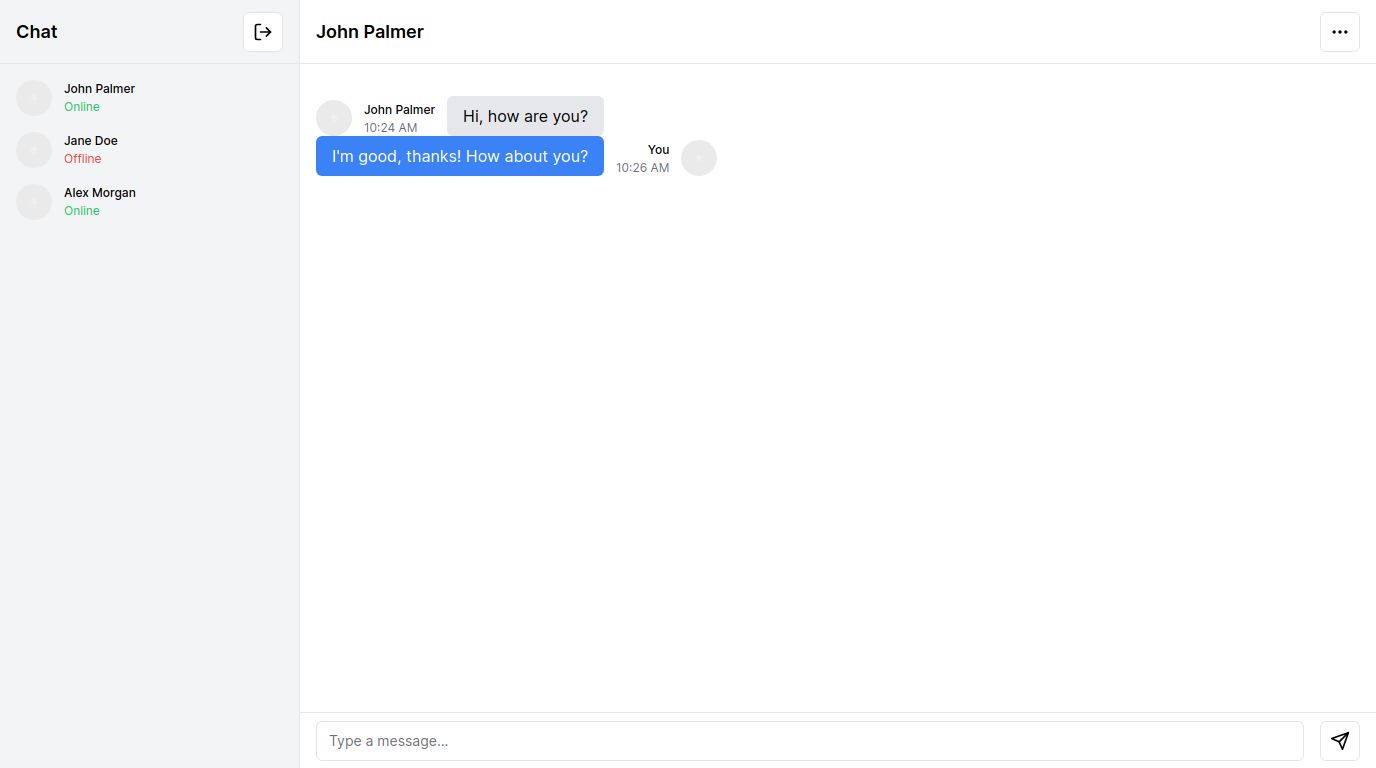 Chat
John Palmer
Online
Jane Doe
Offline
Alex Morgan
Online
John Palmer
John Palmer
10:24 AM
Hi, how are you?
I'm good, thanks! How about you?
You
10:26 AM
Type a message...